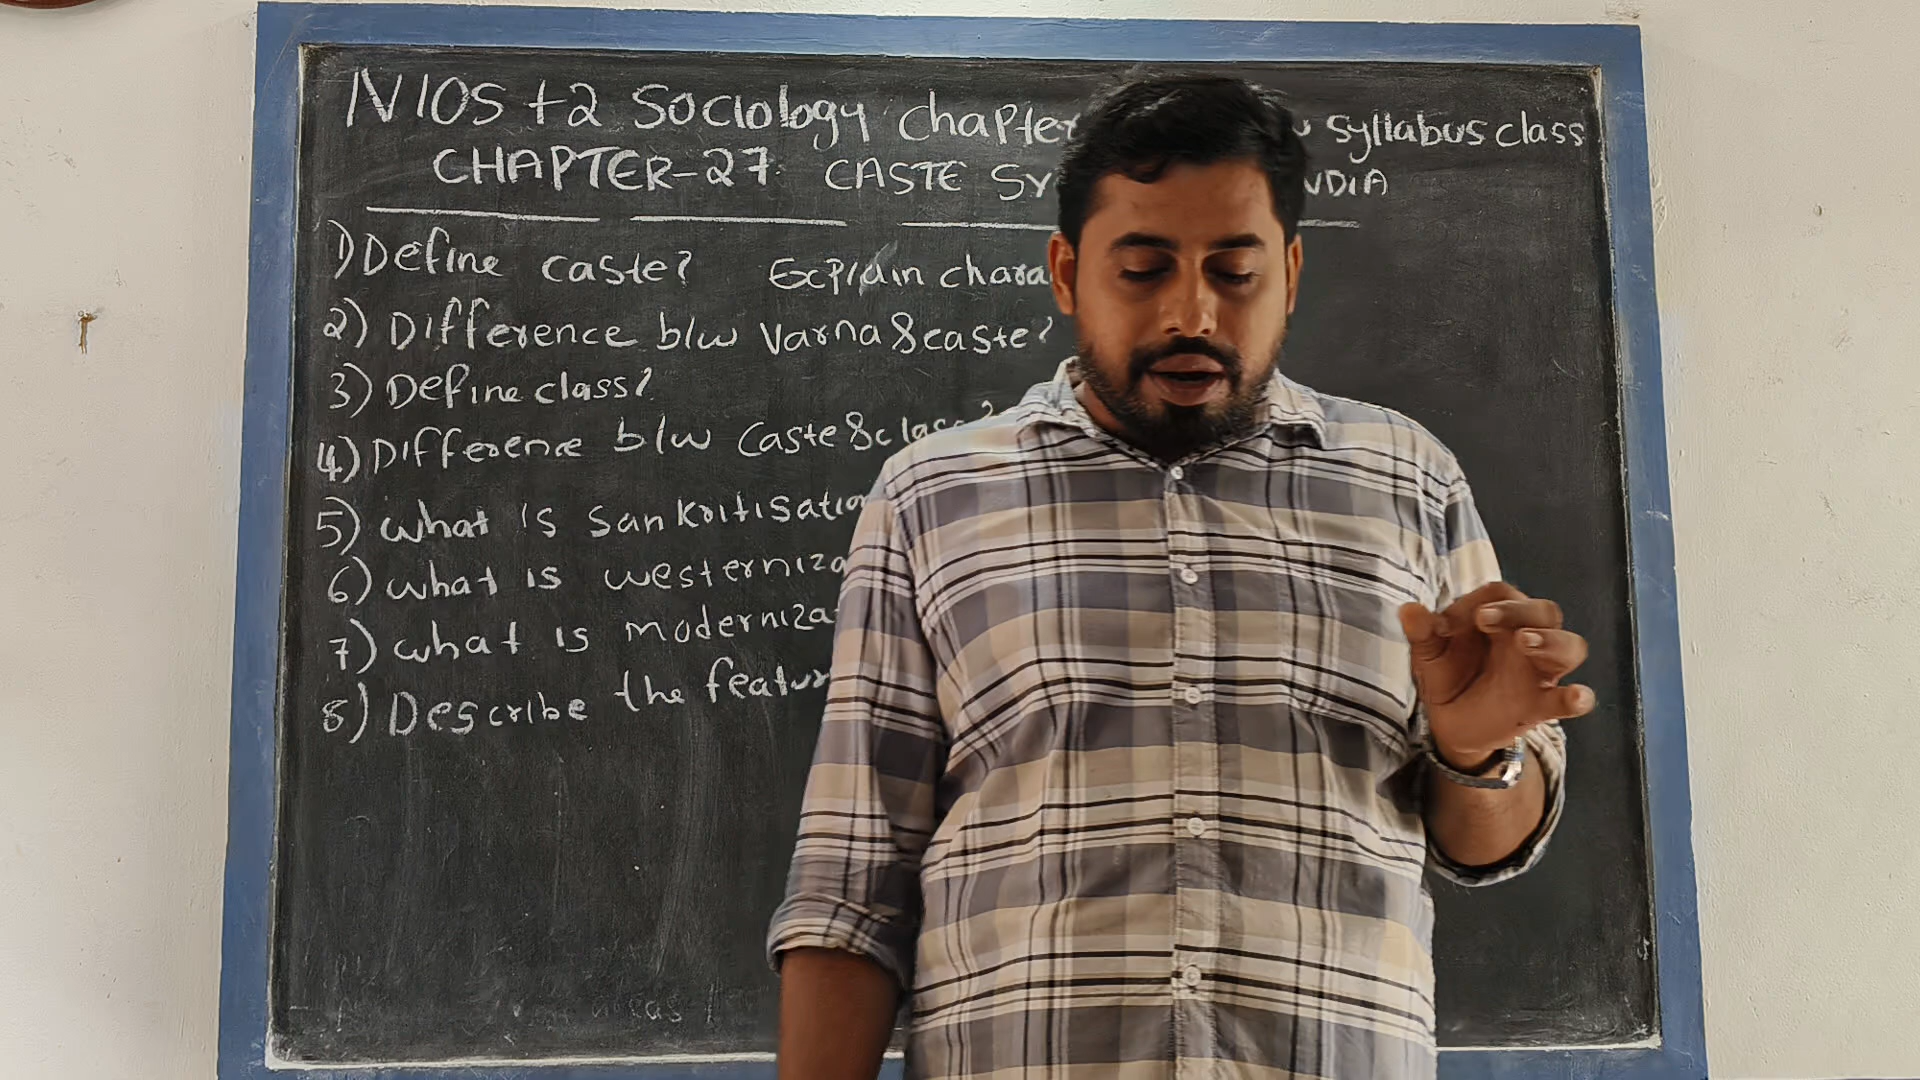 NIOS +2 Sociology chapter syllabus class
CHAPTER-27 CASTE SY NDIA
1) Define caste? Explain chara
2) Difference b/w Varna & caste?
3) Define class?
4) Difference b/w Caste & class?
5) what is sankritisation
6) what is westerniza
7) what is moderniza
8) Describe the featur